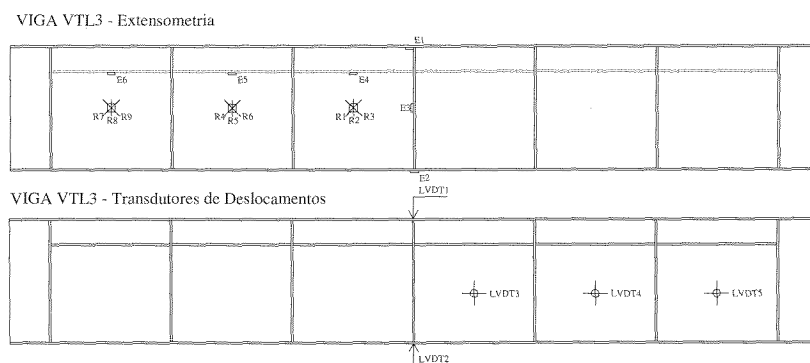 VIGA VTL3 - Extensometria
E1
E6 E5 E4
E3
R7 R9 R4 R6 R1 R3
R8 R5 R2
E2
VIGA VTL3 - Transdutores de Deslocamentos
LVDT1
LVDT3 LVDT4 LVDT5
LVDT2